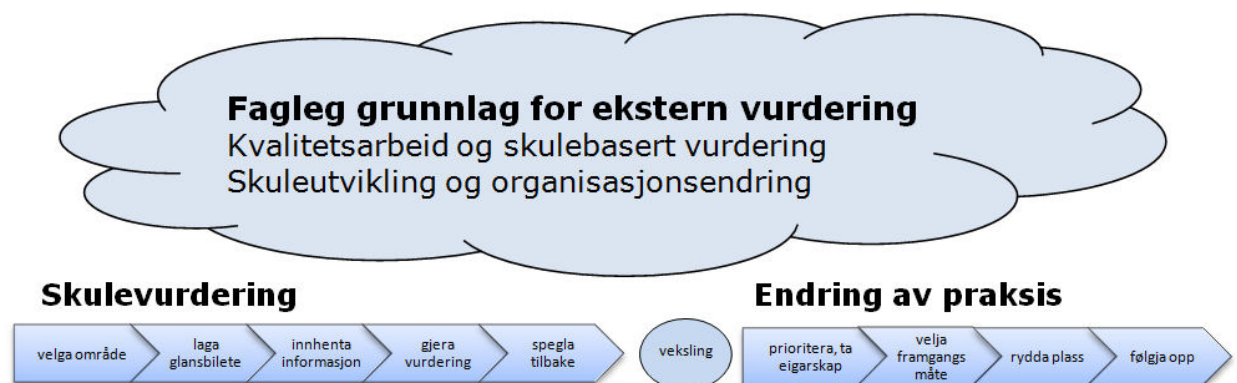 Fagleg grunnlag for ekstern vurdering
Kvalitetsarbeid og skulebasert vurdering
Skuleutvikling og organisasjonsendring
Skulevurdering
velga område
laga
glansbilete
innhenta
informasjon
gjera
vurdering
spegla
tilbake
veksling
Endring av praksis
prioritera, ta
eigarskap
velja
framgangs
måte
rydda plass
følgja opp